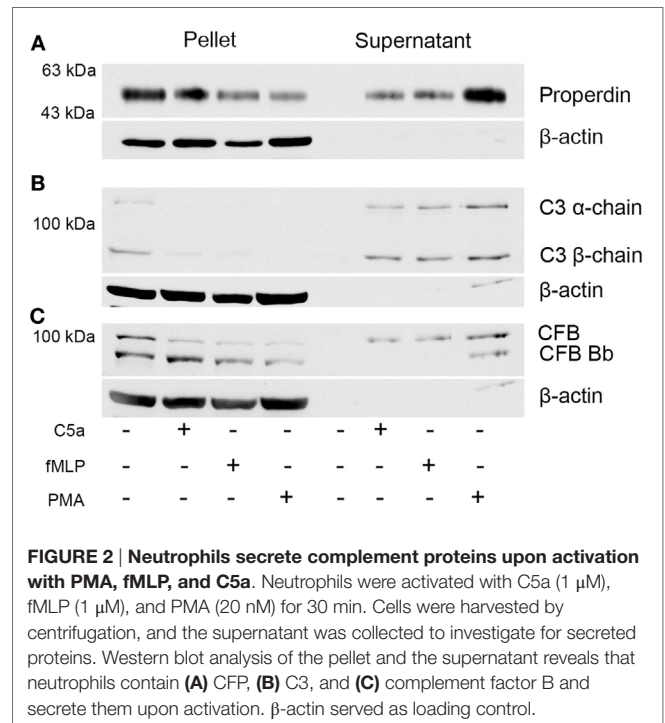 A
Pellet Supernatant
63 kDa
43 kDa
Properdin
β-actin
B
100 kDa
C3 α-chain
C3 β-chain
β-actin
C
100 kDa
CFB
CFB Bb
β-actin
C5a - + - - - + - -
fMLP - - + - - - + -
PMA - - - + - - - +
FIGURE 2 | Neutrophils secrete complement proteins upon activation
with PMA, fMLP, and C5a. Neutrophils were activated with C5a (1 μM),
fMLP (1 μM), and PMA (20 nM) for 30 min. Cells were harvested by
centrifugation, and the supernatant was collected to investigate for secreted
proteins. Western blot analysis of the pellet and the supernatant reveals that
neutrophils contain (A) CFP, (B) C3, and (C) complement factor B and
secrete them upon activation. β-actin served as loading control.